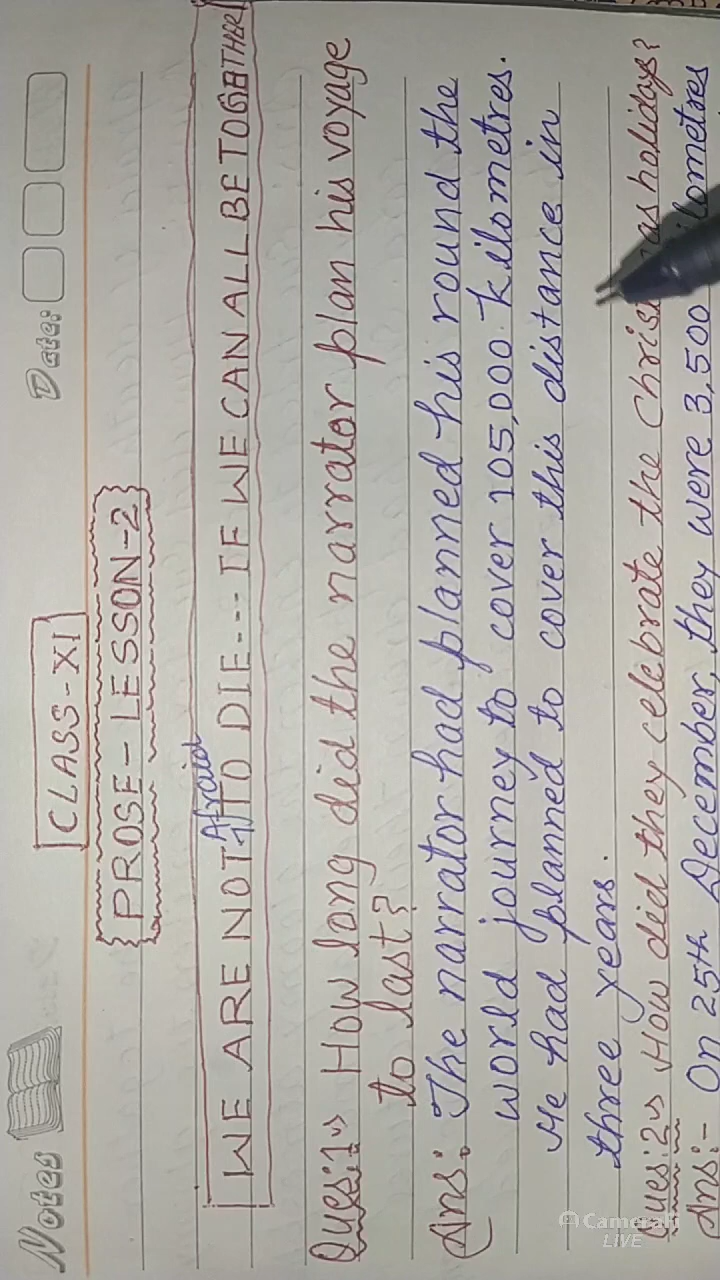 Notes
Date:
CLASS-XI
PROSE-LESSON-2
Afraid
WE ARE NOT TO DIE--- IF WE CAN ALL BE TOGETHER
Ques:1 How long did the narrator plan his voyage
to last?
Ans: The narrator had planned his round the
world journey to cover 105,000 kilometres.
He had planned to cover this distance in
three years.
Ques:2 How did they celebrate the holidays?
Ans:- On 25th December, they were 3,500
CameraFi
LIVE